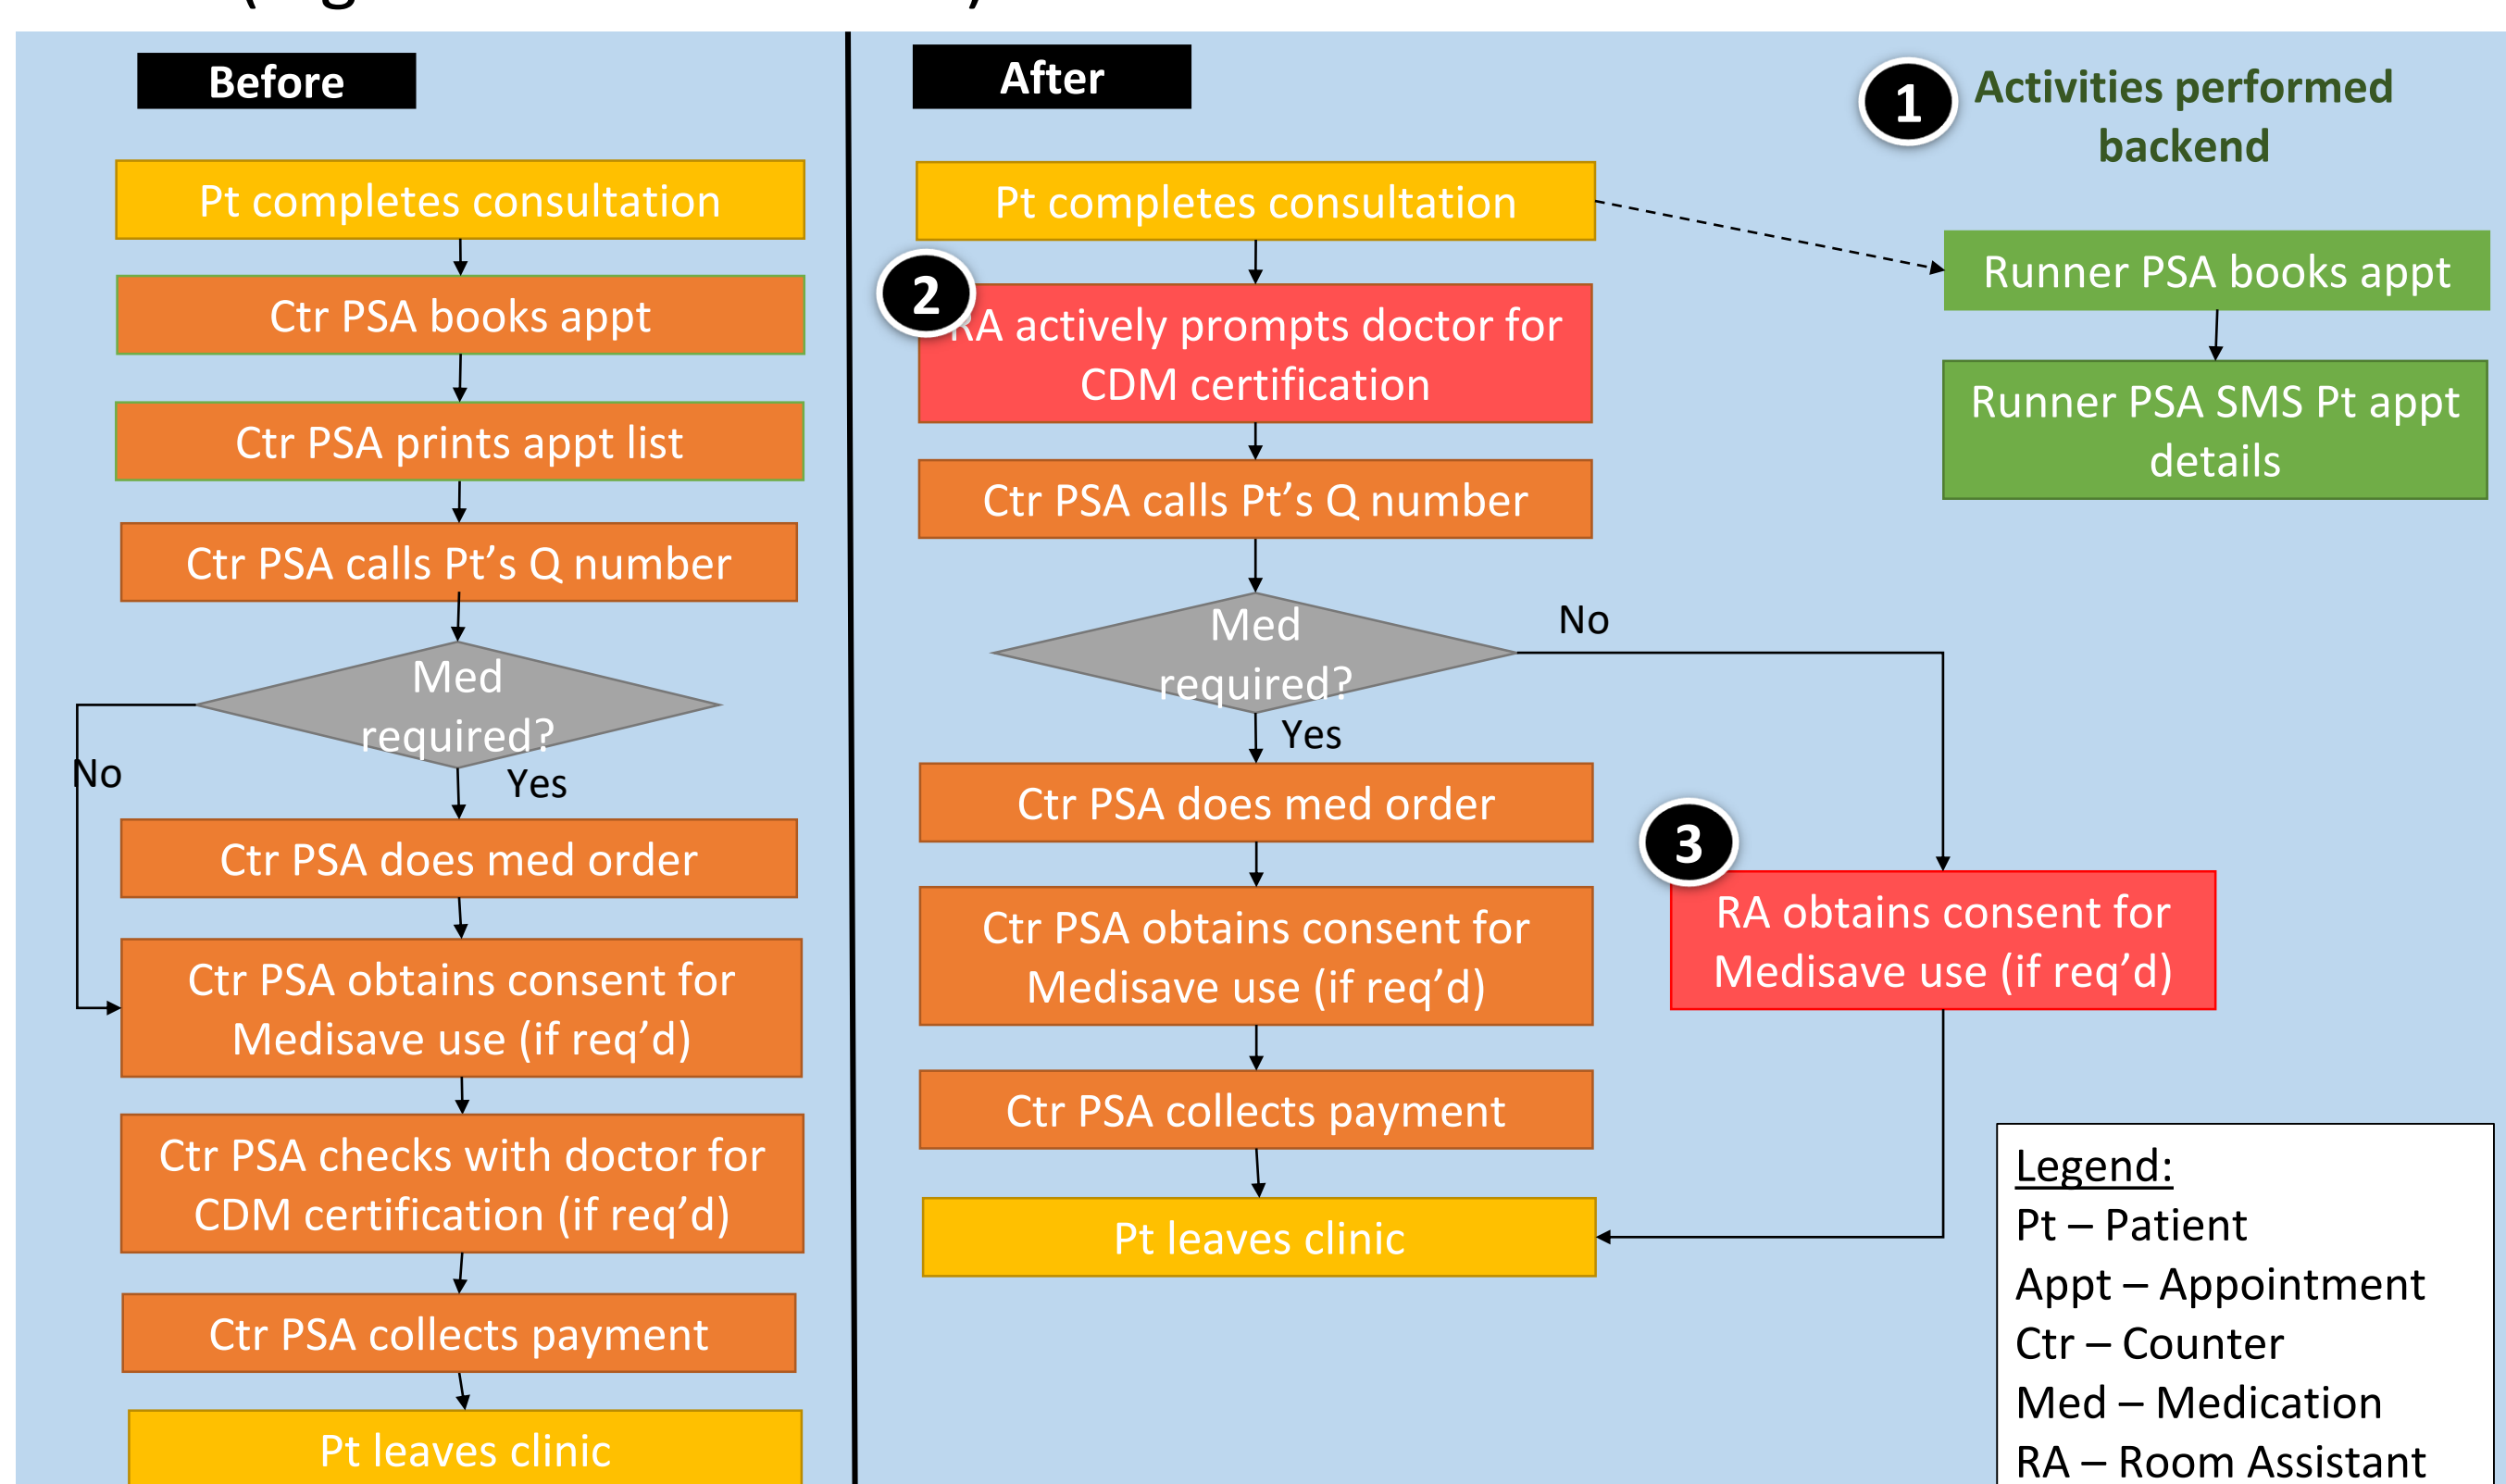 Before
Pt completes consultation
Ctr PSA books appt
Ctr PSA prints appt list
Ctr PSA calls Pt’s Q number
Med
required?
No
Yes
Ctr PSA does med order
Ctr PSA obtains consent for
Medisave use (if req’d)
Ctr PSA checks with doctor for
CDM certification (if req’d)
Ctr PSA collects payment
Pt leaves clinic
After
Pt completes consultation
2
RA actively prompts doctor for
CDM certification
Ctr PSA calls Pt’s Q number
Med
required?
No
Yes
Ctr PSA does med order
Ctr PSA obtains consent for
Medisave use (if req’d)
Ctr PSA collects payment
Pt leaves clinic
1
Activities performed
backend
Runner PSA books appt
Runner PSA SMS Pt appt
details
3
RA obtains consent for
Medisave use (if req’d)
Legend:
Pt – Patient
Appt – Appointment
Ctr – Counter
Med – Medication
RA – Room Assistant